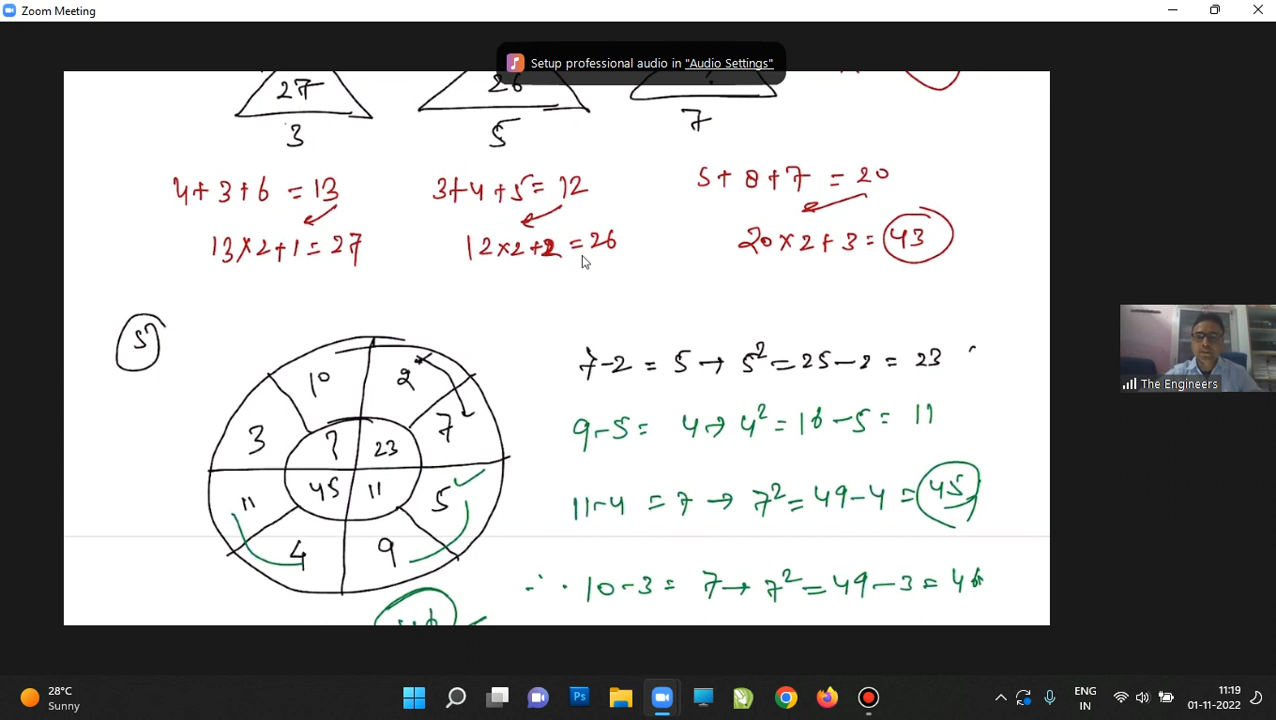 Zoom Meeting
Setup professional audio in "Audio Settings"
27
26
?
3
5
7
4+3+6 = 13
3+4+5= 12
5+8+7 = 20
13×2+1=27
12×2+2=26
20×2+3= 43
5
10
2
3
7
?
23
45
11
11
5
4
9
7-2 = 5 → 5²=25-2 = 23
9-5= 4→ 4²=16-5= 11
11-4 = 7 → 7²=49-4=45
∴ 10-3= 7→ 7²=49-3=46
The Engineers
28°C
Sunny
Ps
ENG
IN
11:19
01-11-2022